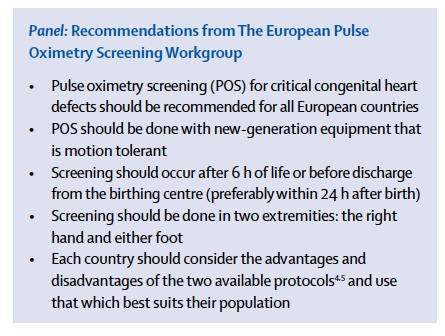 Panel: Recommendations from The European Pulse
Oximetry Screening Workgroup
• Pulse oximetry screening (POS) for critical congenital heart
defects should be recommended for all European countries
• POS should be done with new-generation equipment that
is motion tolerant
• Screening should occur after 6 h of life or before discharge
from the birthing centre (preferably within 24 h after birth)
• Screening should be done in two extremities: the right
hand and either foot
• Each country should consider the advantages and
disadvantages of the two available protocols⁴,⁵ and use
that which best suits their population